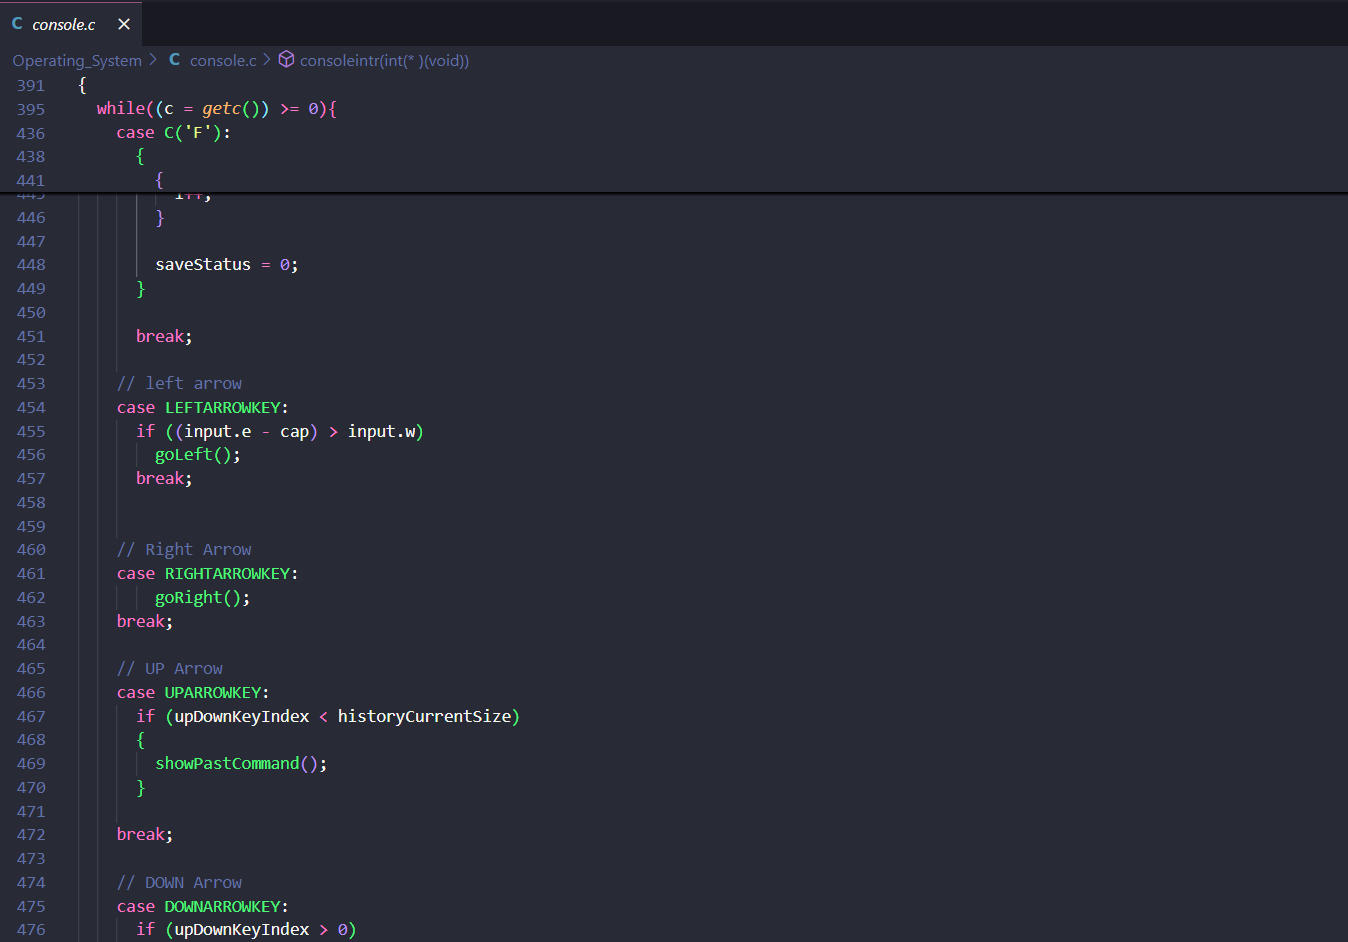 C console.c ×
Operating_System > C console.c > consoleintr(int(* )(void))
391 {
395 while((c = getc()) >= 0){
436 case C('F'):
438 {
441 {
445 i++;
446 }
447
448 saveStatus = 0;
449 }
450
451 break;
452
453 // left arrow
454 case LEFTARROWKEY:
455 if ((input.e - cap) > input.w)
456 goLeft();
457 break;
458
459
460 // Right Arrow
461 case RIGHTARROWKEY:
462 goRight();
463 break;
464
465 // UP Arrow
466 case UPARROWKEY:
467 if (upDownKeyIndex < historyCurrentSize)
468 {
469 showPastCommand();
470 }
471
472 break;
473
474 // DOWN Arrow
475 case DOWNARROWKEY:
476 if (upDownKeyIndex > 0)